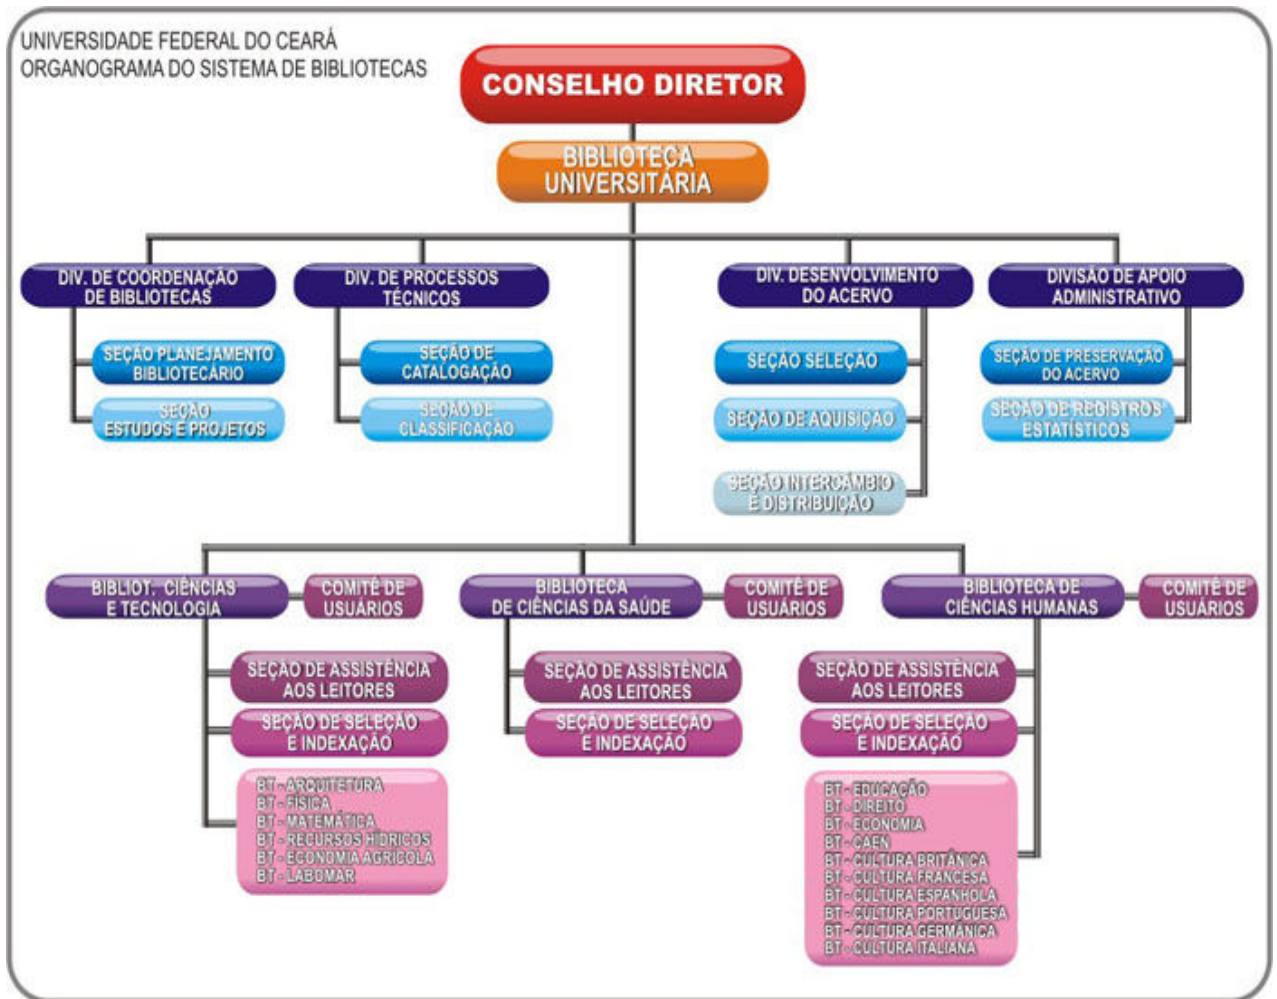 UNIVERSIDADE FEDERAL DO CEARÁ
ORGANOGRAMA DO SISTEMA DE BIBLIOTECAS
CONSELHO DIRETOR
BIBLIOTECA
UNIVERSITÁRIA
DIV. DE COORDENAÇÃO
DE BIBLIOTECAS
DIV. DE PROCESSOS
TÉCNICOS
DIV. DESENVOLVIMENTO
DO ACERVO
DIVISÃO DE APOIO
ADMINISTRATIVO
SEÇÃO PLANEJAMENTO
BIBLIOTECÁRIO
SEÇÃO
ESTUDOS E PROJETOS
SEÇÃO DE
CATALOGAÇÃO
SEÇÃO DE
CLASSIFICAÇÃO
SEÇÃO SELEÇÃO
SEÇÃO DE AQUISIÇÃO
SEÇÃO INTERCÂMBIO
E DISTRIBUIÇÃO
SEÇÃO DE PRESERVAÇÃO
DO ACERVO
SEÇÃO DE REGISTROS
ESTATÍSTICOS
BIBLIOT. CIÊNCIAS
E TECNOLOGIA
COMITÊ DE
USUÁRIOS
BIBLIOTECA
DE CIÊNCIAS DA SAÚDE
COMITÊ DE
USUÁRIOS
BIBLIOTECA DE
CIÊNCIAS HUMANAS
COMITÊ DE
USUÁRIOS
SEÇÃO DE ASSISTÊNCIA
AOS LEITORES
SEÇÃO DE SELEÇÃO
E INDEXAÇÃO
BT - ARQUITETURA
BT - FÍSICA
BT - MATEMÁTICA
BT - RECURSOS HÍDRICOS
BT - ECONOMIA AGRÍCOLA
BT - LABOMAR
SEÇÃO DE ASSISTÊNCIA
AOS LEITORES
SEÇÃO DE SELEÇÃO
E INDEXAÇÃO
SEÇÃO DE ASSISTÊNCIA
AOS LEITORES
SEÇÃO DE SELEÇÃO
E INDEXAÇÃO
BT - EDUCAÇÃO
BT - DIREITO
BT - ECONOMIA
BT - CAEN
BT - CULTURA BRITÂNICA
BT - CULTURA FRANCESA
BT - CULTURA ESPANHOLA
BT - CULTURA PORTUGUESA
BT - CULTURA GERMÂNICA
BT - CULTURA ITALIANA